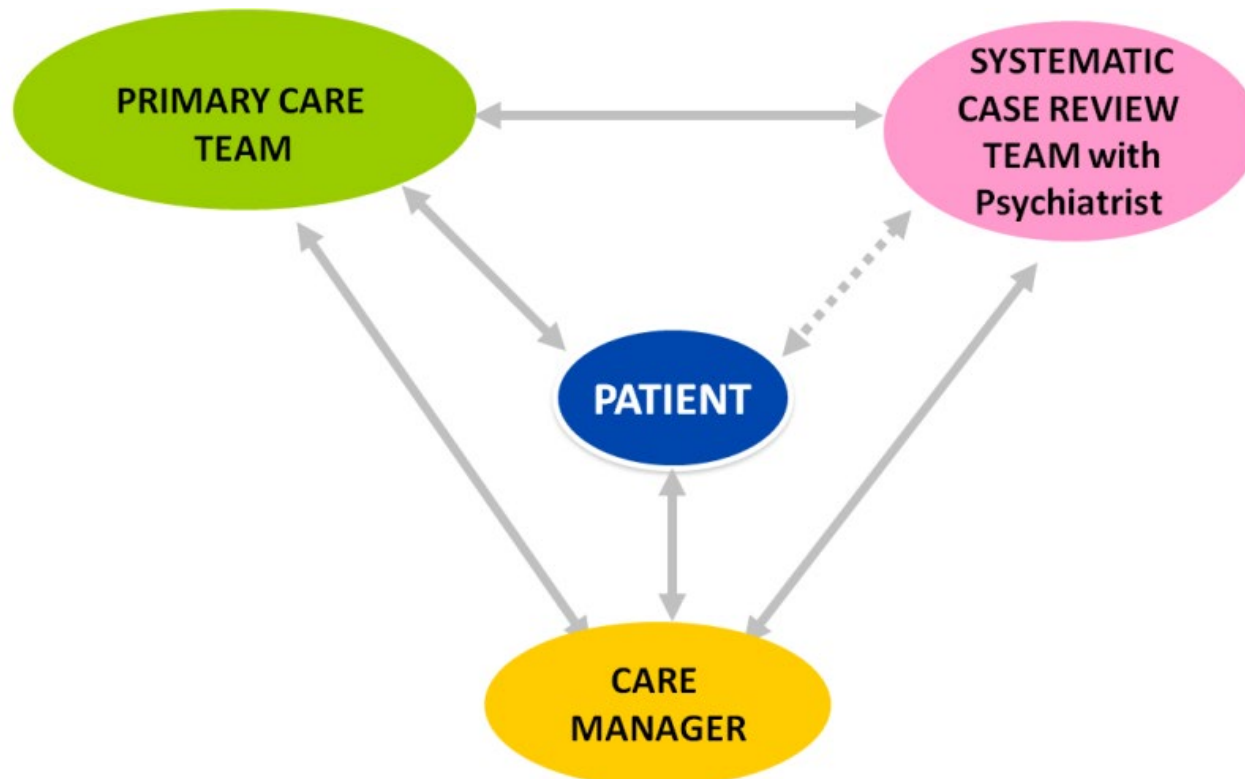 PRIMARY CARE
TEAM
SYSTEMATIC
CASE REVIEW
TEAM with
Psychiatrist
PATIENT
CARE
MANAGER